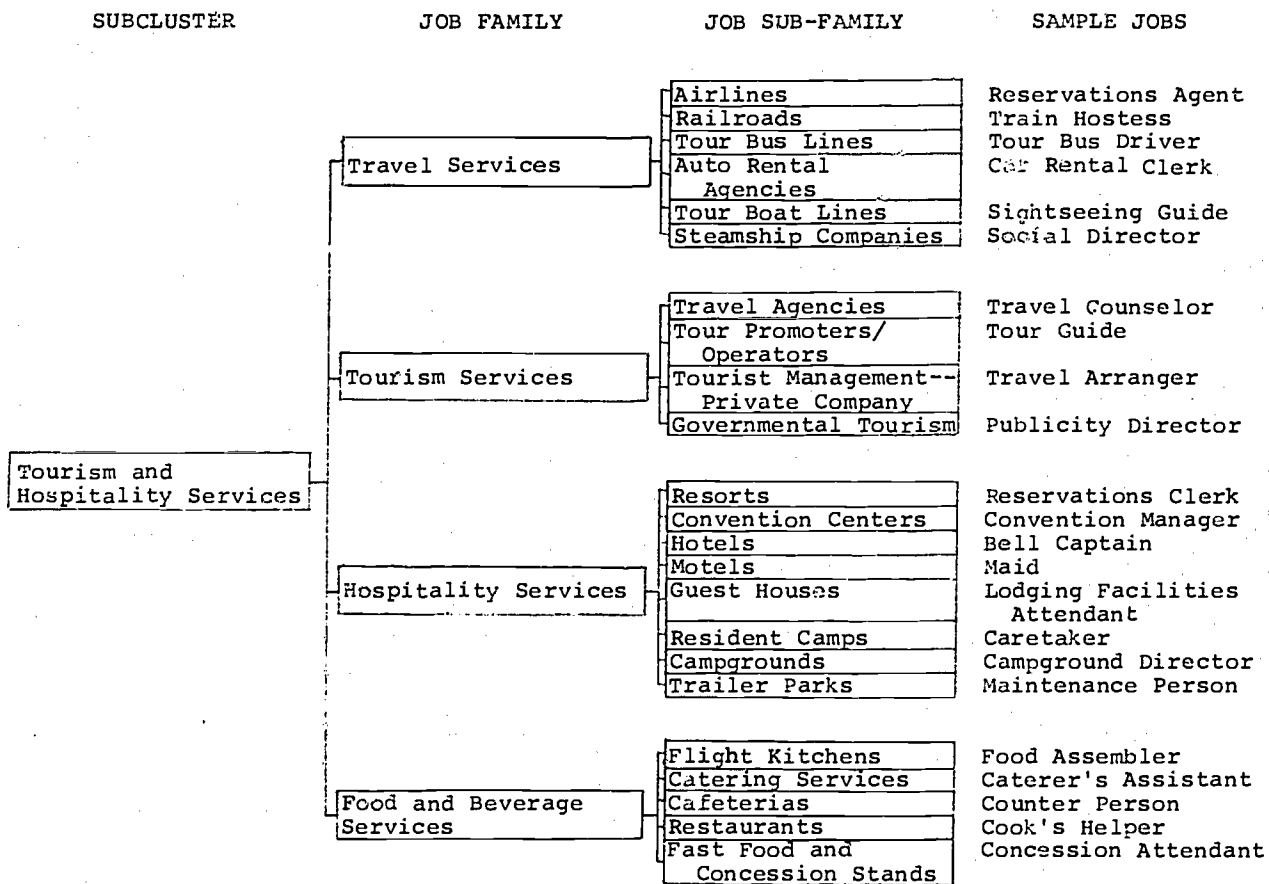 SUBCLUSTER JOB FAMILY JOB SUB-FAMILY SAMPLE JOBS
Airlines Reservations Agent
Railroads Train Hostess
Tour Bus Lines Tour Bus Driver
Travel Services Auto Rental Car Rental Clerk
Agencies
Tour Boat Lines Sightseeing Guide
Steamship Companies Social Director
Travel Agencies Travel Counselor
Tour Promoters/ Tour Guide
Operators
Tourism Services Tourist Management-- Travel Arranger
Private Company
Governmental Tourism Publicity Director
Tourism and
Hospitality Services
Resorts Reservations Clerk
Convention Centers Convention Manager
Hotels Bell Captain
Motels Maid
Hospitality Services Guest Houses Lodging Facilities
Attendant
Resident Camps Caretaker
Campgrounds Campground Director
Trailer Parks Maintenance Person
Flight Kitchens Food Assembler
Catering Services Caterer's Assistant
Food and Beverage Cafeterias Counter Person
Services Restaurants Cook's Helper
Fast Food and Concession Attendant
Concession Stands